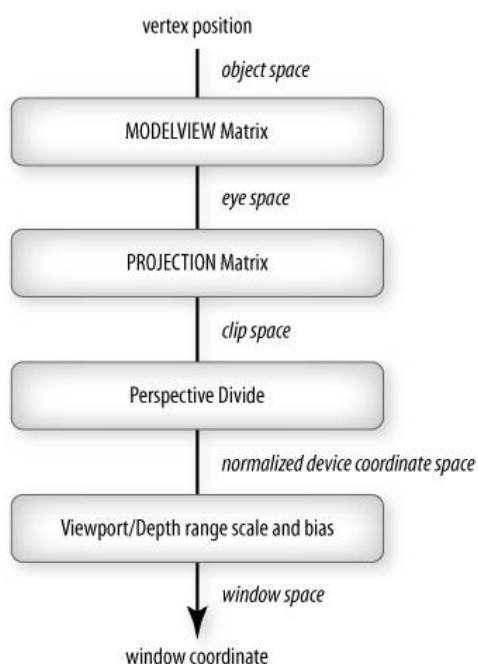 vertex position
object space
MODELVIEW Matrix
eye space
PROJECTION Matrix
clip space
Perspective Divide
normalized device coordinate space
Viewport/Depth range scale and bias
window space
window coordinate